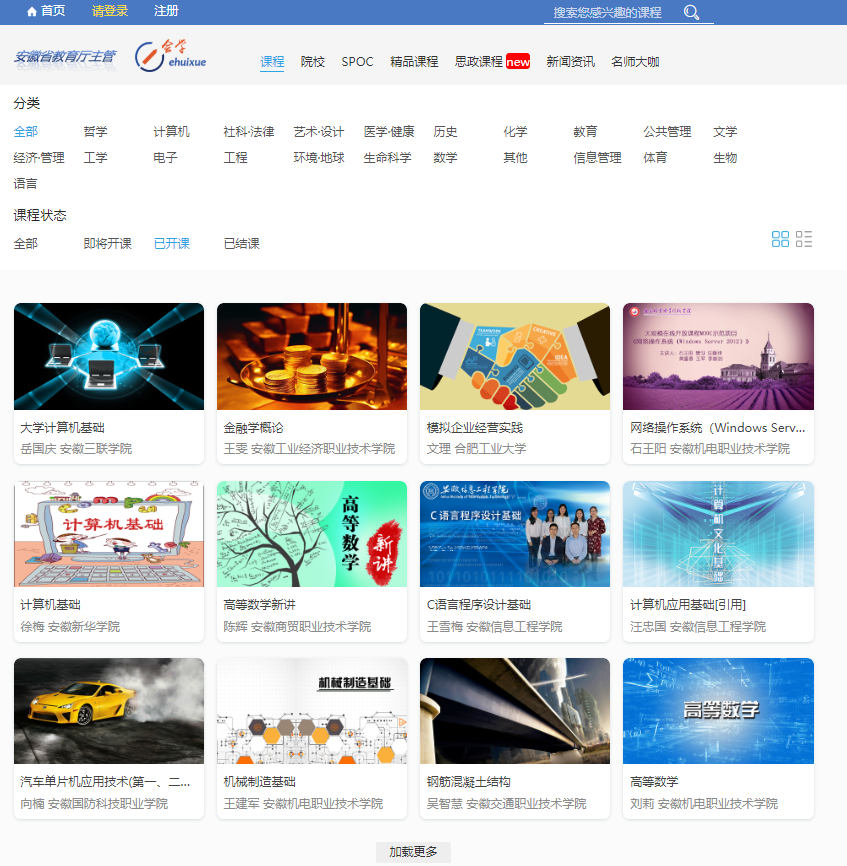 首页 请登录 注册 搜索您感兴趣的课程
安徽省教育厅主管 会学 ehuixue 课程 院校 SPOC 精品课程 思政课程 new 新闻资讯 名师大咖
分类
全部 哲学 计算机 社科·法律 艺术·设计 医学·健康 历史 化学 教育 公共管理 文学
经济·管理 工学 电子 工程 环境·地球 生命科学 数学 其他 信息管理 体育 生物
语言
课程状态
全部 即将开课 已开课 已结课
TEAMWORK
CREATIVE
IDEA
大规模在线开放课程MOOC示范项目
《网络操作系统（Windows Server 2012）》
大学计算机基础 金融学概论 模拟企业经营实践 网络操作系统（Windows Serv...
岳国庆 安徽三联学院 王雯 安徽工业经济职业技术学院 文理 合肥工业大学 石王阳 安徽机电职业技术学院
计算机基础
高等数学
新讲
安徽信息工程学院
C语言程序设计基础
计算机文化基础
计算机基础 高等数学新讲 C语言程序设计基础 计算机应用基础[引用]
徐梅 安徽新华学院 陈辉 安徽商贸职业技术学院 王雪梅 安徽信息工程学院 汪忠国 安徽信息工程学院
机械制造基础
高等数学
汽车单片机应用技术(第一、二... 机械制造基础 钢筋混凝土结构 高等数学
向楠 安徽国防科技职业学院 王建军 安徽机电职业技术学院 吴智慧 安徽交通职业技术学院 刘莉 安徽机电职业技术学院
加载更多